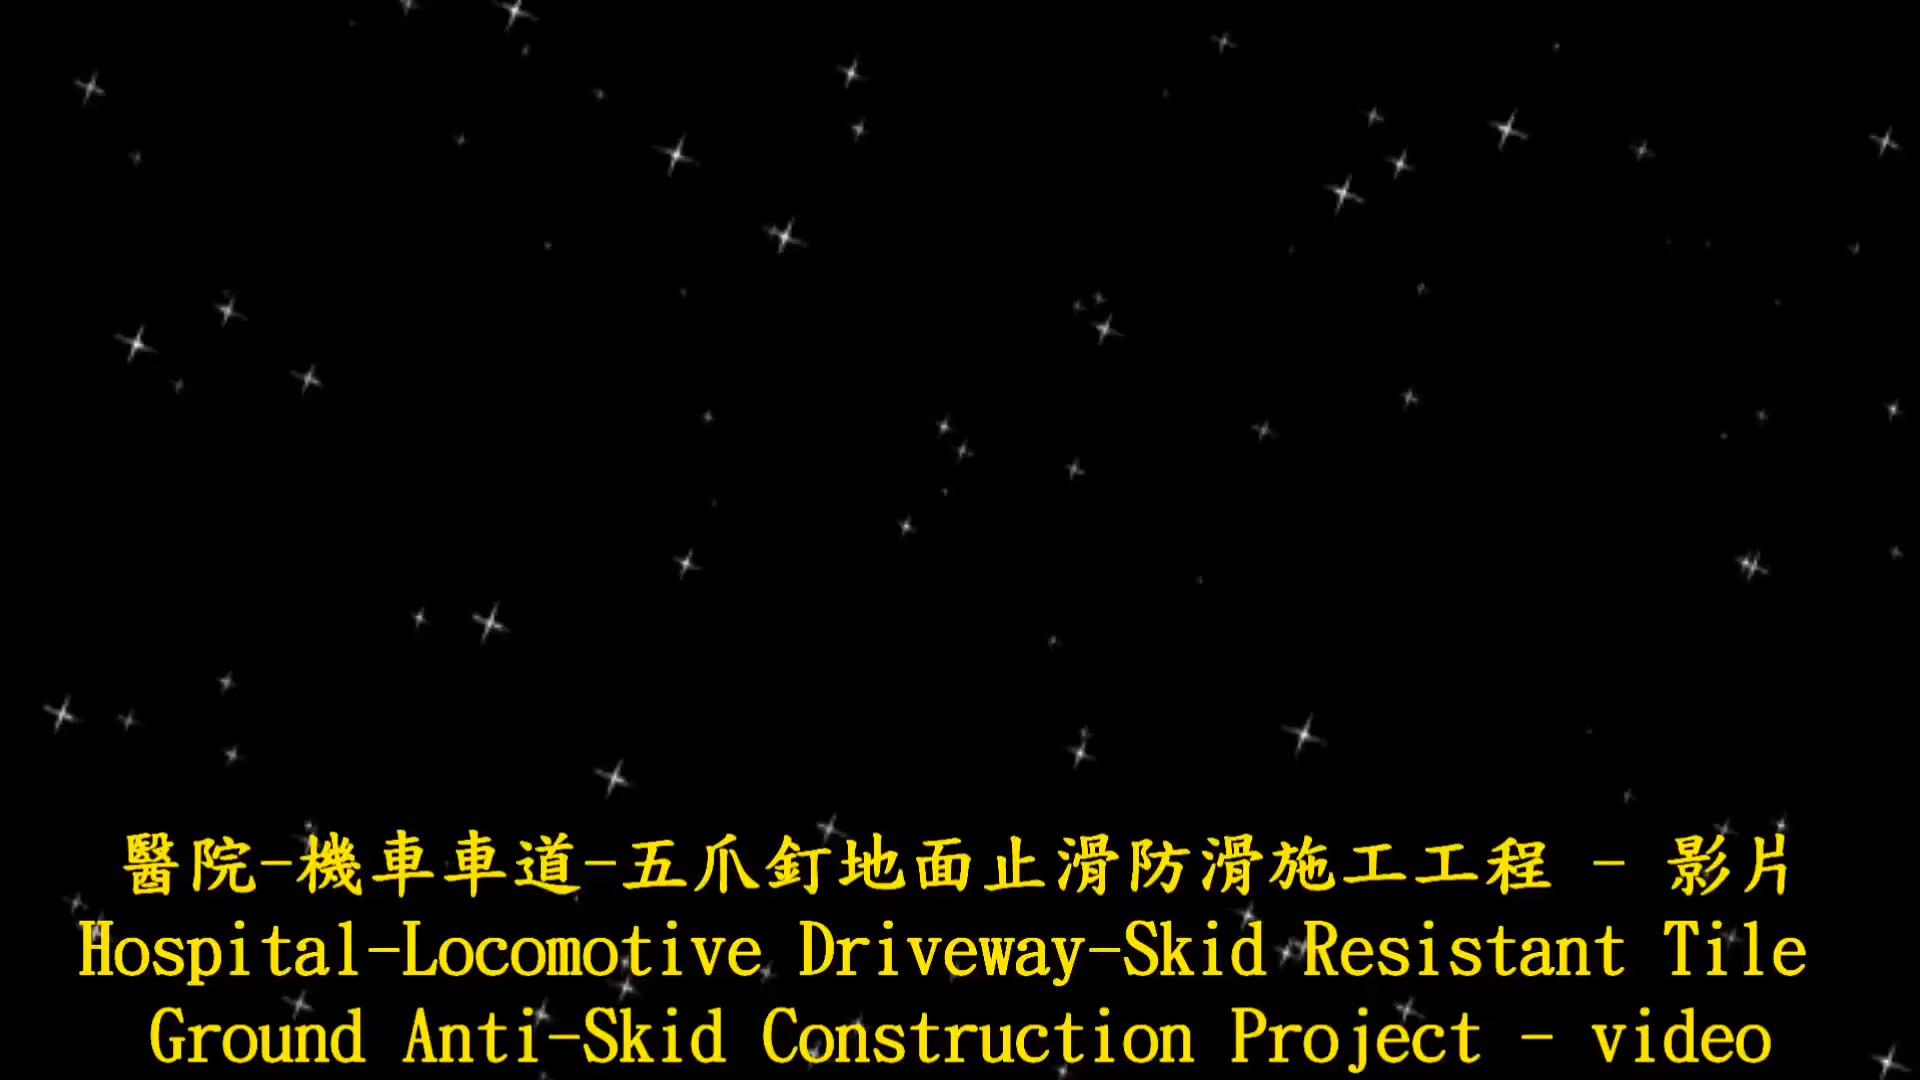 醫院-機車車道-五爪釘地面止滑防滑施工工程 - 影片
Hospital-Locomotive Driveway-Skid Resistant Tile
Ground Anti-Skid Construction Project - video